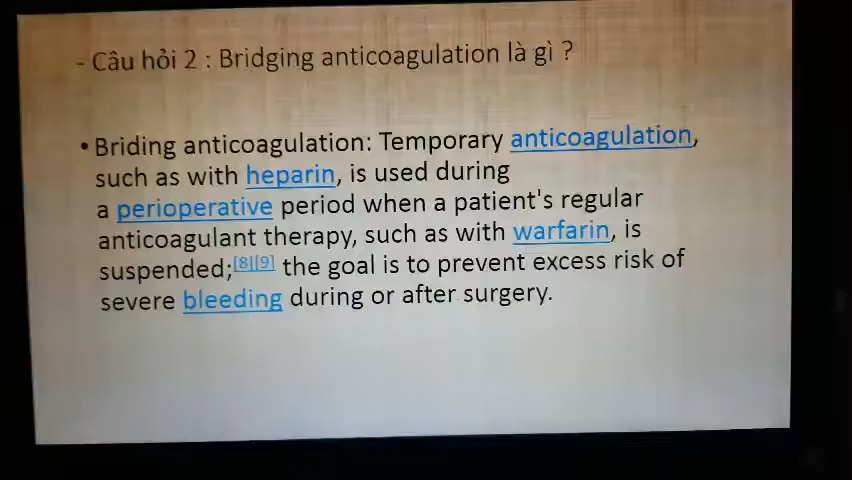 - Câu hỏi 2 : Bridging anticoagulation là gì ?
• Briding anticoagulation: Temporary anticoagulation,
such as with heparin, is used during
a perioperative period when a patient's regular
anticoagulant therapy, such as with warfarin, is
suspended;[8][9] the goal is to prevent excess risk of
severe bleeding during or after surgery.